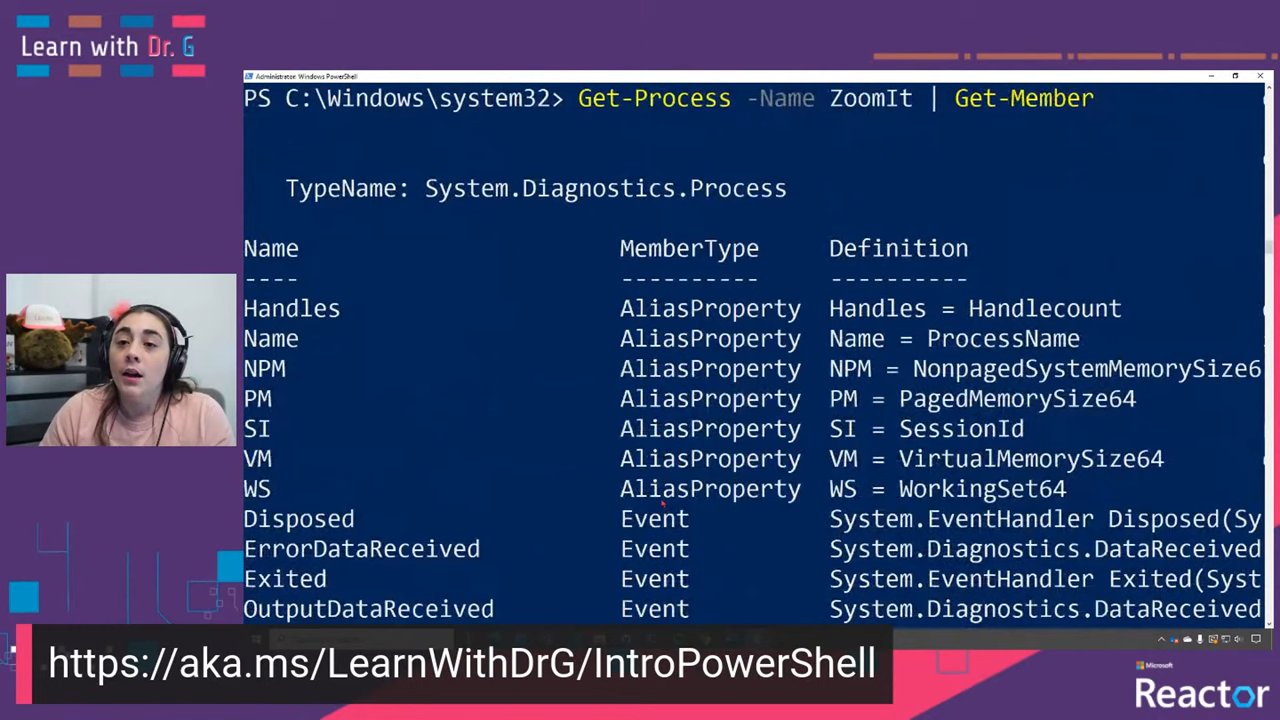 Learn with Dr. G
Administrator: Windows PowerShell
PS C:\Windows\system32> Get-Process -Name ZoomIt | Get-Member
TypeName: System.Diagnostics.Process
Name MemberType Definition
---- ---------- ----------
Handles AliasProperty Handles = Handlecount
Name AliasProperty Name = ProcessName
NPM AliasProperty NPM = NonpagedSystemMemorySize6
PM AliasProperty PM = PagedMemorySize64
SI AliasProperty SI = SessionId
VM AliasProperty VM = VirtualMemorySize64
WS AliasProperty WS = WorkingSet64
Disposed Event System.EventHandler Disposed(Sy
ErrorDataReceived Event System.Diagnostics.DataReceived
Exited Event System.EventHandler Exited(Syst
OutputDataReceived Event System.Diagnostics.DataReceived
https://aka.ms/LearnWithDrG/IntroPowerShell
Microsoft
Reactor